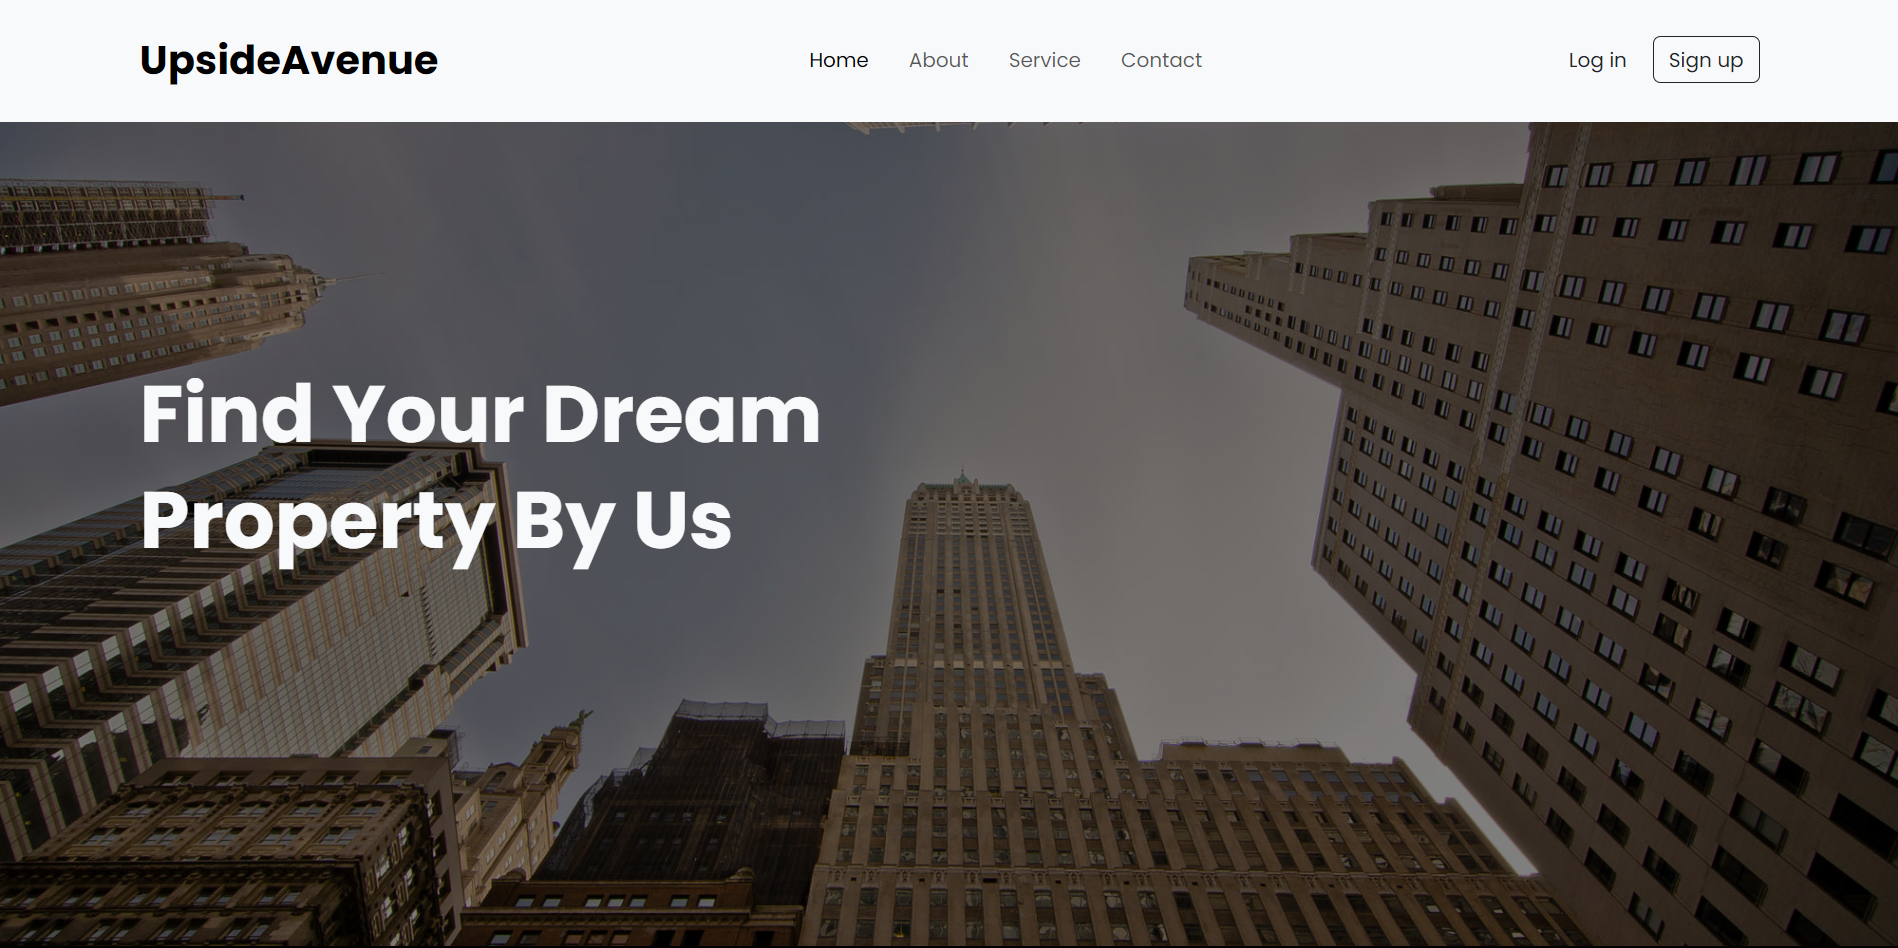 UpsideAvenue
Home About Service Contact
Log in Sign up
Find Your Dream
Property By Us